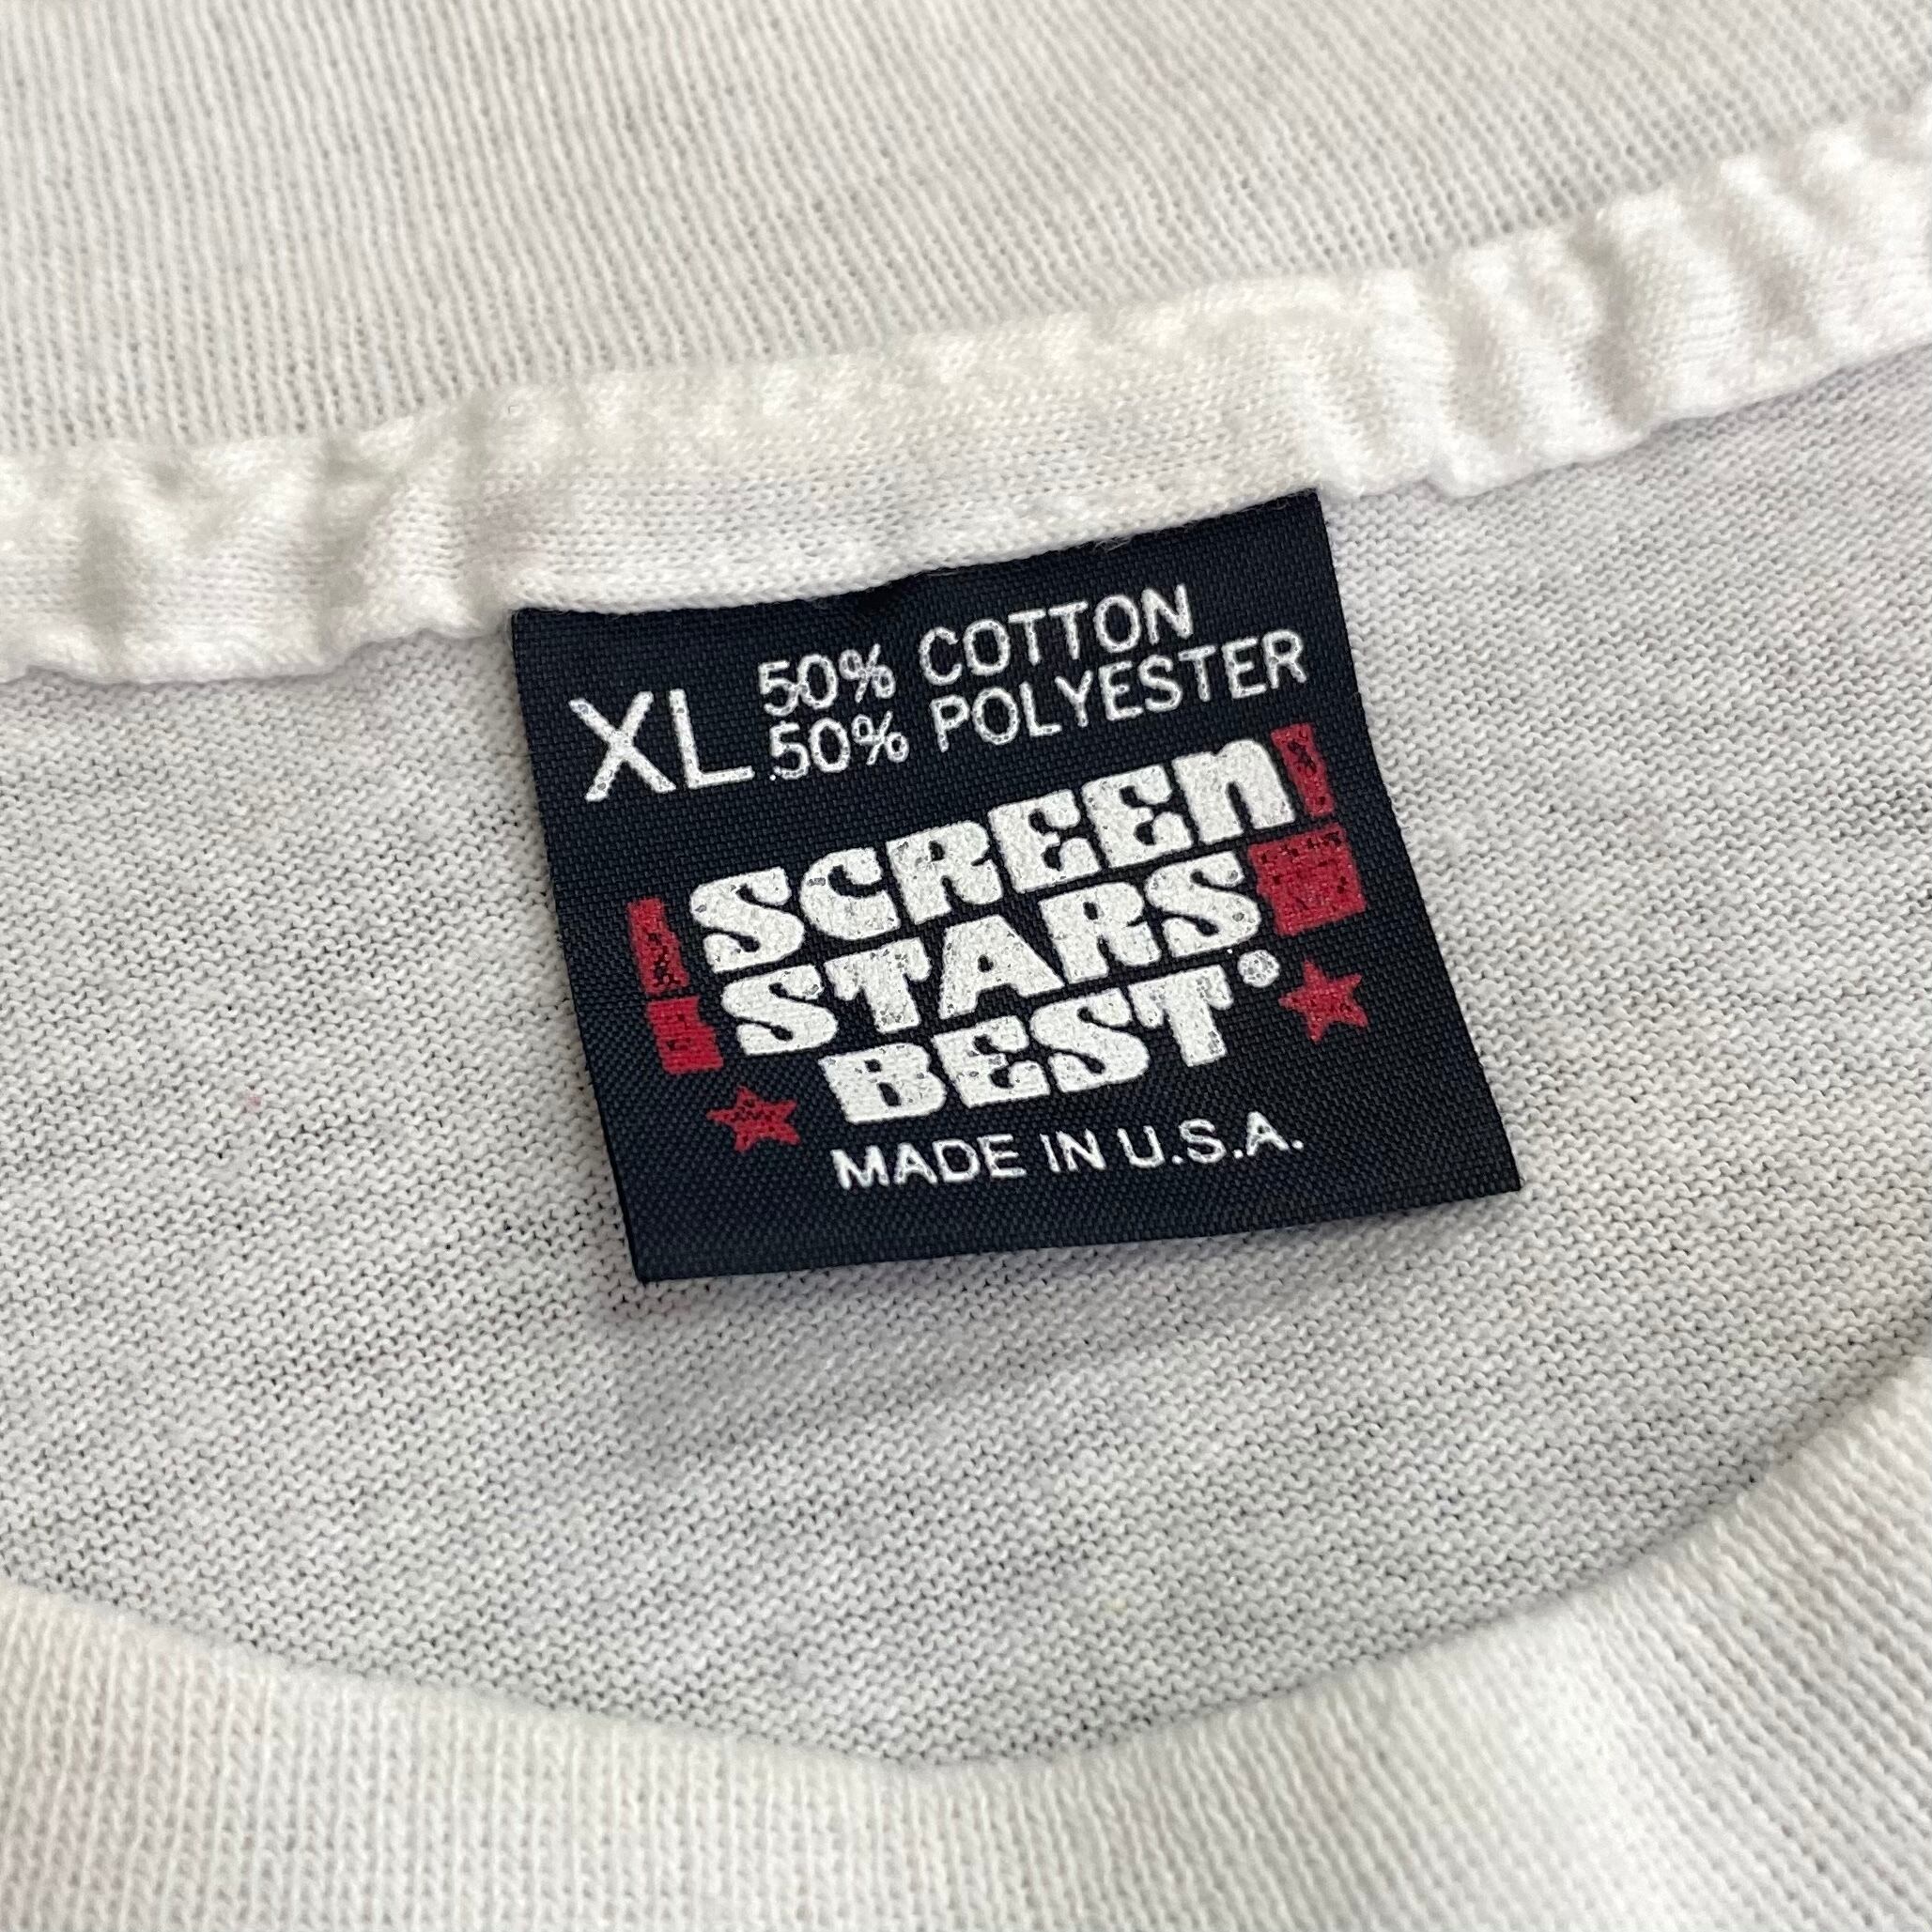 XL 50% COTTON
50% POLYESTER
SCREEN
STARS
BEST®
MADE IN U.S.A.